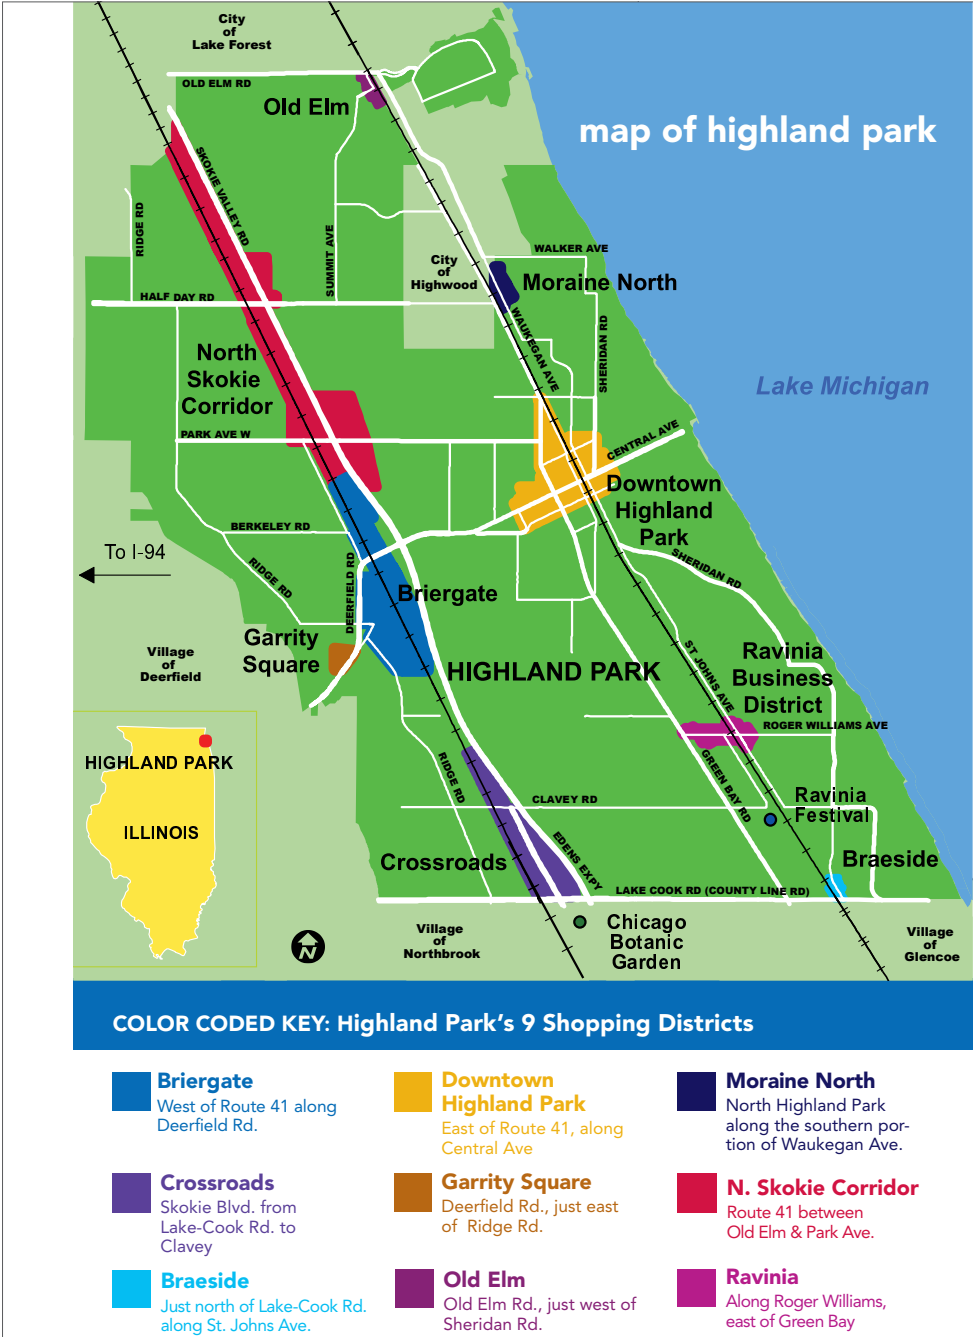 City
of
Lake Forest
OLD ELM RD
Old Elm
map of highland park
SKOKIE VALLEY RD
RIDGE RD
SUMMIT AVE
WALKER AVE
City
of
Highwood
Moraine North
HALF DAY RD
WAUKEGAN AVE
SHERIDAN RD
North
Skokie
Corridor
Lake Michigan
PARK AVE W
CENTRAL AVE
Downtown
Highland
Park
BERKELEY RD
To I-94
RIDGE RD
DEERFIELD RD
SHERIDAN RD
Briergate
Garrity
Square
Village
of
Deerfield
HIGHLAND PARK
ST JOHNS AVE
Ravinia
Business
District
ROGER WILLIAMS AVE
HIGHLAND PARK
ILLINOIS
RIDGE RD
GREEN BAY RD
CLAVEY RD
Ravinia
Festival
EDENS EXPY
Crossroads
Braeside
LAKE COOK RD (COUNTY LINE RD)
N
Village
of
Northbrook
Chicago
Botanic
Garden
Village
of
Glencoe
COLOR CODED KEY: Highland Park's 9 Shopping Districts
Briergate
West of Route 41 along
Deerfield Rd.
Downtown
Highland Park
East of Route 41, along
Central Ave
Moraine North
North Highland Park
along the southern por-
tion of Waukegan Ave.
Crossroads
Skokie Blvd. from
Lake-Cook Rd. to
Clavey
Garrity Square
Deerfield Rd., just east
of Ridge Rd.
N. Skokie Corridor
Route 41 between
Old Elm & Park Ave.
Braeside
Just north of Lake-Cook Rd.
along St. Johns Ave.
Old Elm
Old Elm Rd., just west of
Sheridan Rd.
Ravinia
Along Roger Williams,
east of Green Bay